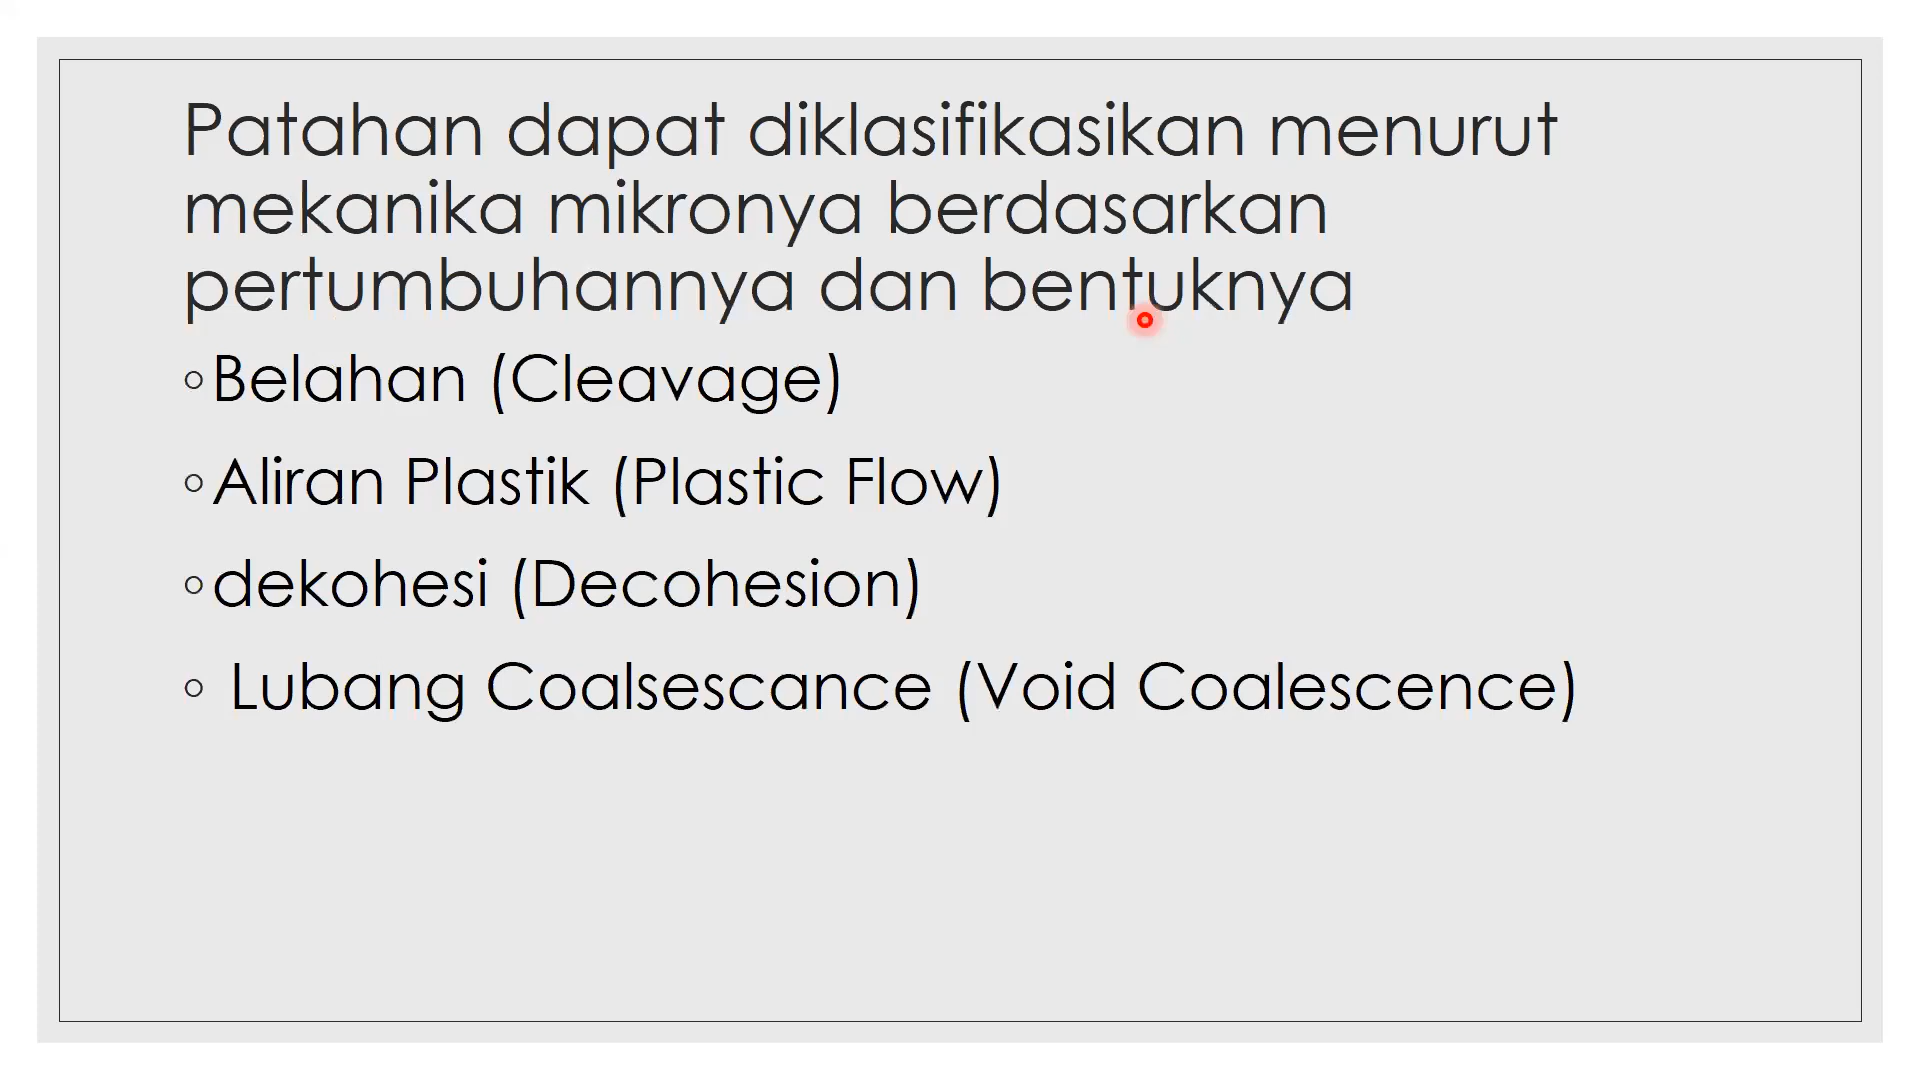 Patahan dapat diklasifikasikan menurut
mekanika mikronya berdasarkan
pertumbuhannya dan bentuknya
◦Belahan (Cleavage)
◦Aliran Plastik (Plastic Flow)
◦dekohesi (Decohesion)
◦ Lubang Coalsescance (Void Coalescence)